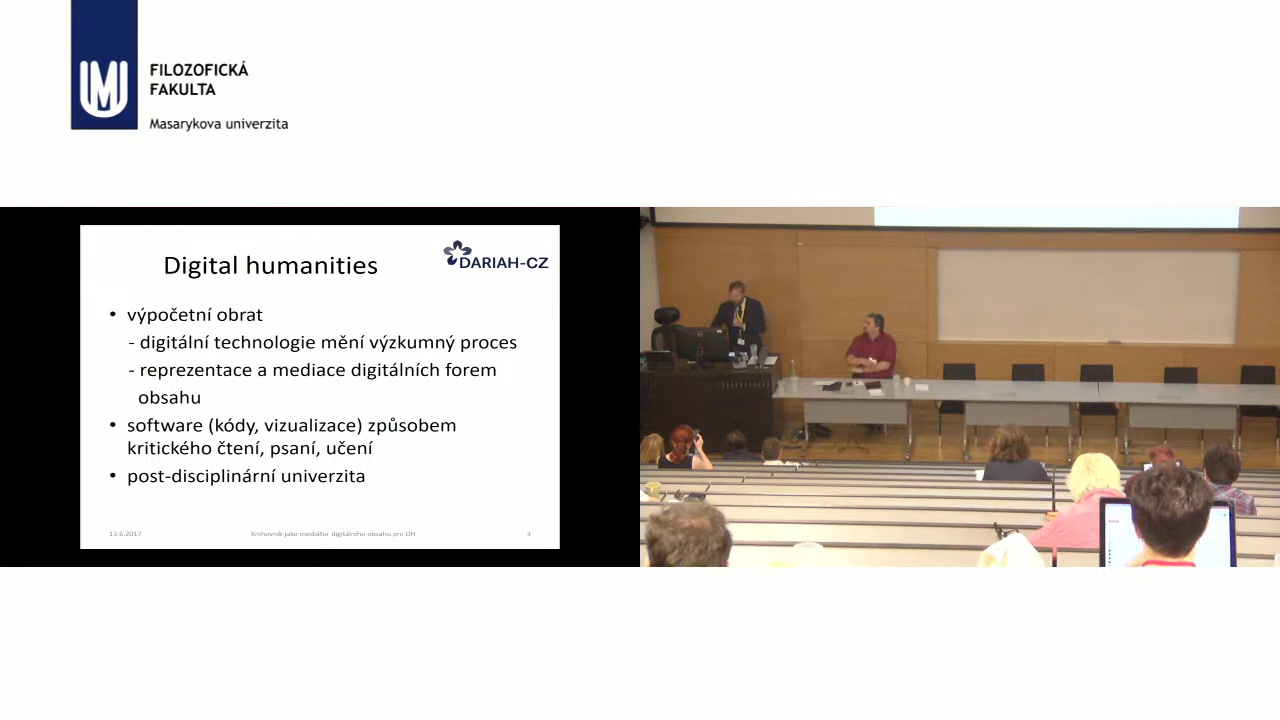 FILOZOFICKÁ
FAKULTA
Masarykova univerzita
Digital humanities
DARIAH-CZ
• výpočetní obrat
- digitální technologie mění výzkumný proces
- reprezentace a mediace digitálních forem
obsahu
• software (kódy, vizualizace) způsobem
kritického čtení, psaní, učení
• post-disciplinární univerzita
13.6.2017 Knihovník jako mediátor digitálního obsahu pro DH 3